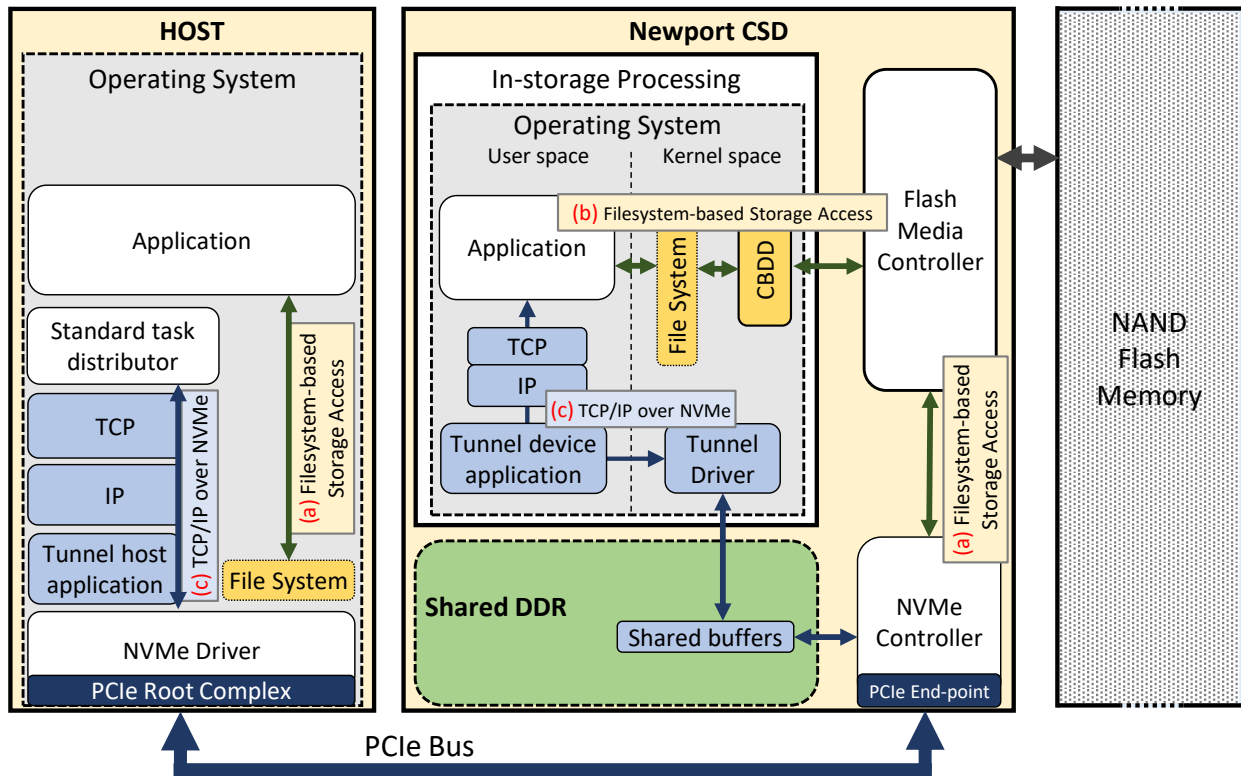 HOST
Operating System
Application
Standard task
distributor
TCP
IP
Tunnel host
application
(c) TCP/IP over NVMe
(a) Filesystem-based
Storage Access
File System
NVMe Driver
PCIe Root Complex
Newport CSD
In-storage Processing
Operating System
User space
Kernel space
(b) Filesystem-based Storage Access
Application
File System
CBDD
TCP
IP
(c) TCP/IP over NVMe
Tunnel device
application
Tunnel
Driver
Flash
Media
Controller
(a) Filesystem-based
Storage Access
Shared DDR
Shared buffers
NVMe
Controller
PCIe End-point
NAND
Flash
Memory
PCIe Bus